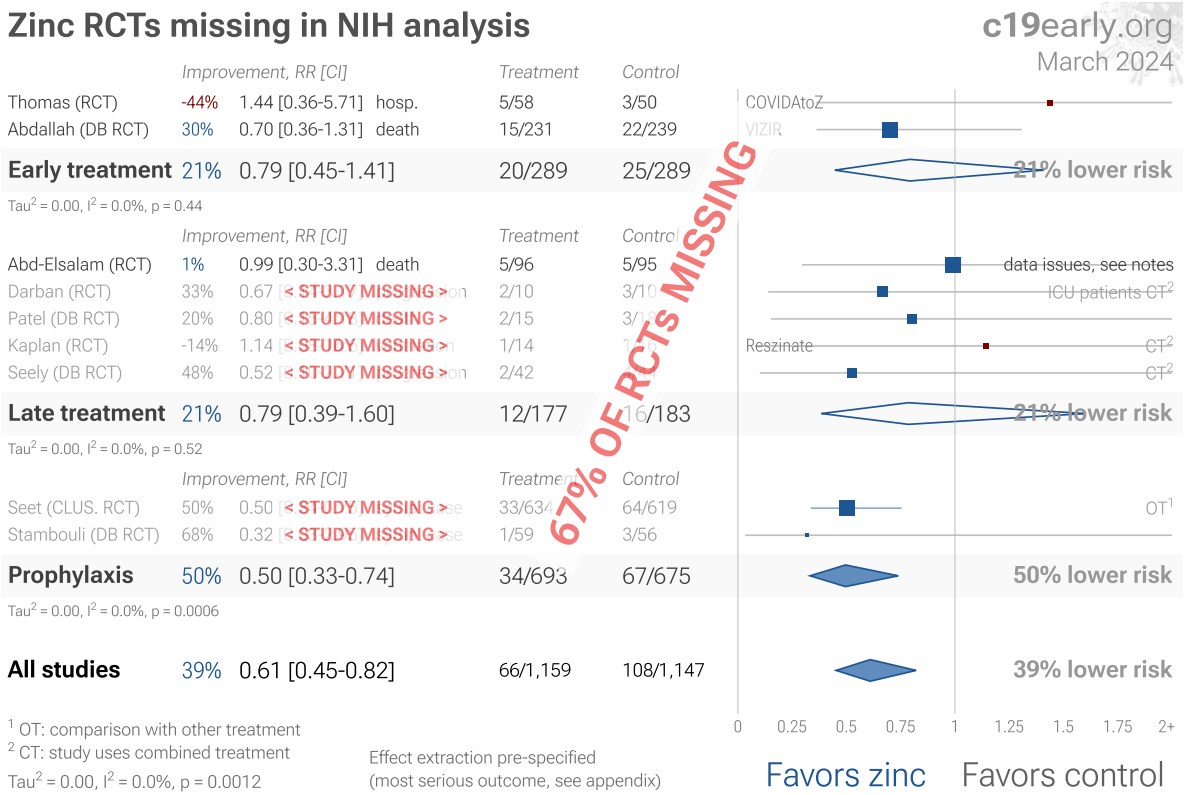 Zinc RCTs missing in NIH analysis
c19early.org
March 2024
Improvement, RR [CI] Treatment Control
Thomas (RCT) -44% 1.44 [0.36-5.71] hosp. 5/58 3/50 COVIDAtoZ
Abdallah (DB RCT) 30% 0.70 [0.36-1.31] death 15/231 22/239 VIZIR
Early treatment 21% 0.79 [0.45-1.41] 20/289 25/289 21% lower risk
Tau2 = 0.00, I2 = 0.0%, p = 0.44
Improvement, RR [CI] Treatment Control
Abd-Elsalam (RCT) 1% 0.99 [0.30-3.31] death 5/96 5/95 data issues, see notes
Darban (RCT) 33% 0.67 < STUDY MISSING > 2/10 3/10 ICU patients CT2
Patel (DB RCT) 20% 0.80 < STUDY MISSING > 2/15 3/
Kaplan (RCT) -14% 1.14 < STUDY MISSING > 1/14 Reszinate CT2
Seely (DB RCT) 48% 0.52 < STUDY MISSING > 2/42 CT2
Late treatment 21% 0.79 [0.39-1.60] 12/177 16/183 21% lower risk
Tau2 = 0.00, I2 = 0.0%, p = 0.52
Improvement, RR [CI] Treatment Control
Seet (CLUS. RCT) 50% 0.50 < STUDY MISSING > 33/634 64/619 OT1
Stambouli (DB RCT) 68% 0.32 < STUDY MISSING > 1/59 3/56
67% OF RCTs MISSING
Prophylaxis 50% 0.50 [0.33-0.74] 34/693 67/675 50% lower risk
Tau2 = 0.00, I2 = 0.0%, p = 0.0006
All studies 39% 0.61 [0.45-0.82] 66/1,159 108/1,147 39% lower risk
0 0.25 0.5 0.75 1 1.25 1.5 1.75 2+
1 OT: comparison with other treatment
2 CT: study uses combined treatment
Tau2 = 0.00, I2 = 0.0%, p = 0.0012
Effect extraction pre-specified
(most serious outcome, see appendix)
Favors zinc Favors control